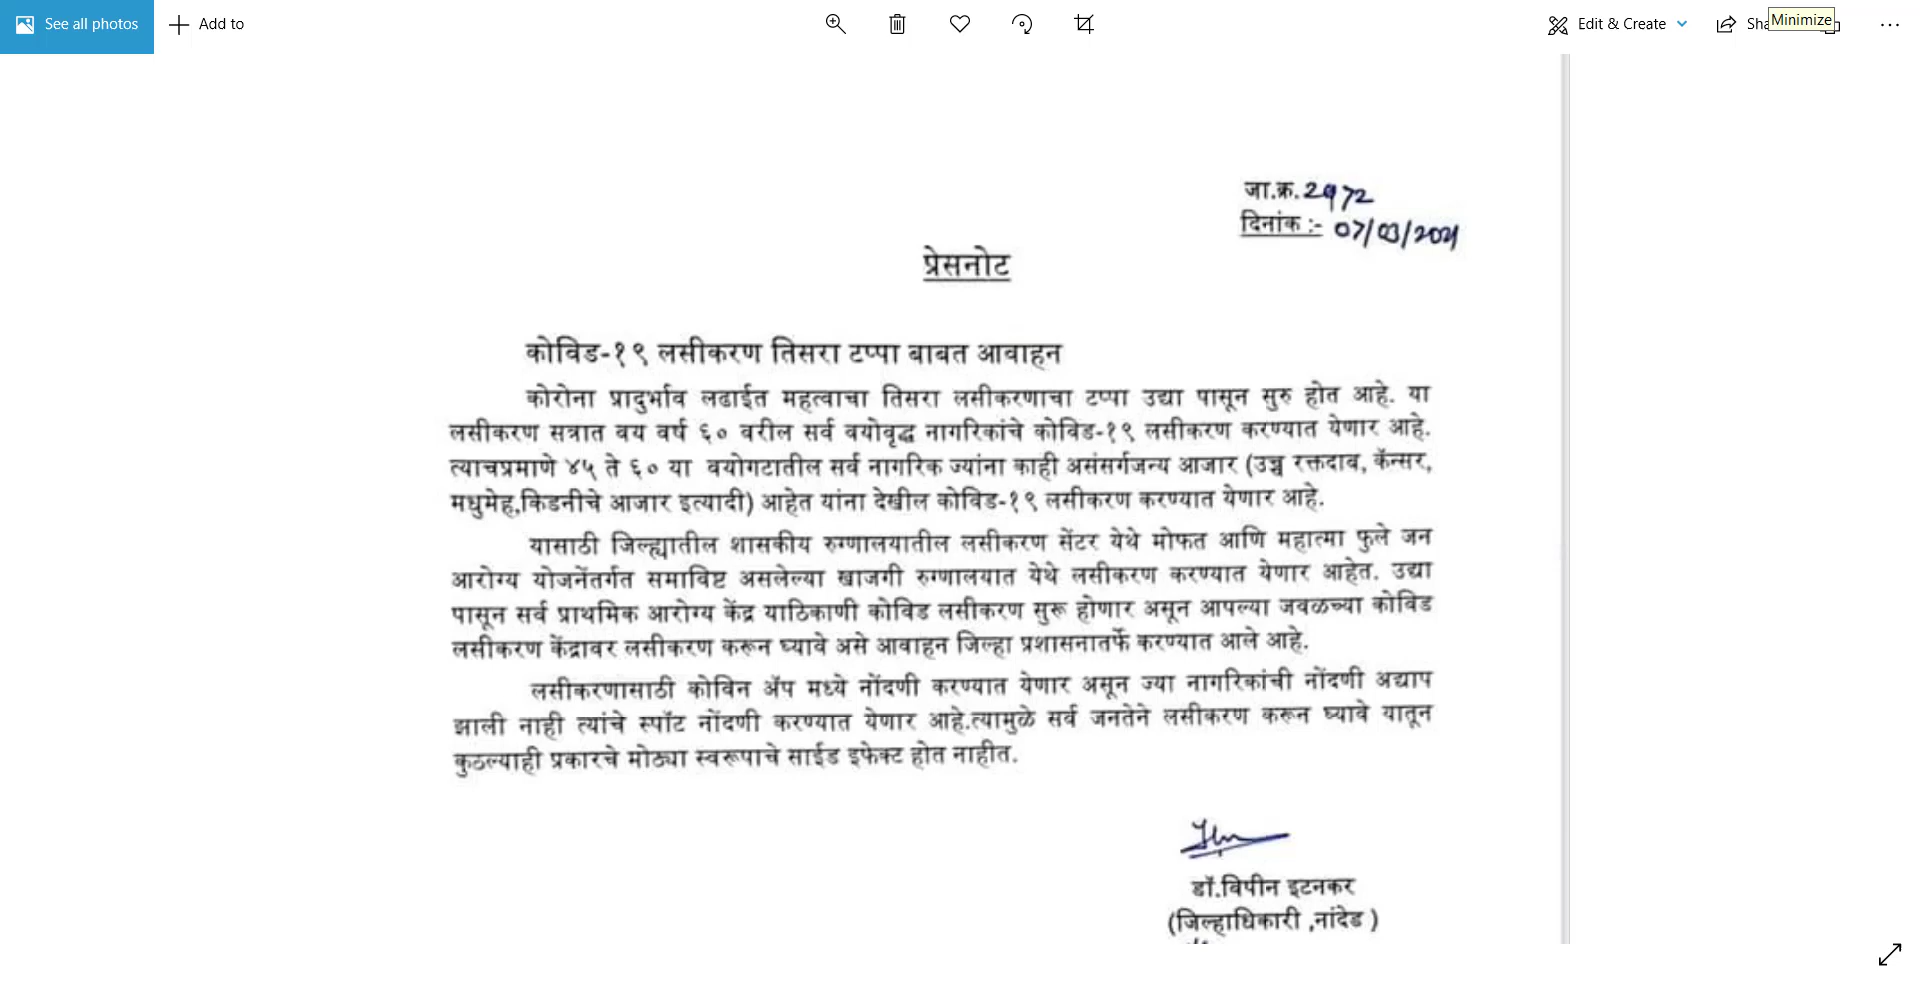 See all photos
Add to
Edit & Create
Sha
Minimize
जा.क्र. 2972
दिनांक :- 07/03/2021
प्रेसनोट
कोविड-१९ लसीकरण तिसरा टप्पा बाबत आवाहन
कोरोना प्रादुर्भाव लढाईत महत्वाचा तिसरा लसीकरणाचा टप्पा उद्या पासून सुरु होत आहे. या
लसीकरण सत्रात वय वर्ष ६० वरील सर्व वयोवृद्ध नागरिकांचे कोविड-१९ लसीकरण करण्यात येणार आहे.
त्याचप्रमाणे ४५ ते ६० या वयोगटातील सर्व नागरिक ज्यांना काही असंसर्गजन्य आजार (उच्च रक्तदाब, कॅन्सर,
मधुमेह,किडनीचे आजार इत्यादी) आहेत यांना देखील कोविड-१९ लसीकरण करण्यात येणार आहे.
यासाठी जिल्ह्यातील शासकीय रुग्णालयातील लसीकरण सेंटर येथे मोफत आणि महात्मा फुले जन
आरोग्य योजनेंतर्गत समाविष्ट असलेल्या खाजगी रुग्णालयात येथे लसीकरण करण्यात येणार आहेत. उद्या
पासून सर्व प्राथमिक आरोग्य केंद्र याठिकाणी कोविड लसीकरण सुरू होणार असून आपल्या जवळच्या कोविड
लसीकरण केंद्रावर लसीकरण करून घ्यावे असे आवाहन जिल्हा प्रशासनातर्फे करण्यात आले आहे.
लसीकरणासाठी कोविन ॲप मध्ये नोंदणी करण्यात येणार असून ज्या नागरिकांची नोंदणी अद्याप
झाली नाही त्यांचे स्पॉट नोंदणी करण्यात येणार आहे.त्यामुळे सर्व जनतेने लसीकरण करून घ्यावे यातून
कुठल्याही प्रकारचे मोठ्या स्वरूपाचे साईड इफेक्ट होत नाहीत.
डॉ.विपीन इटनकर
(जिल्हाधिकारी ,नांदेड )